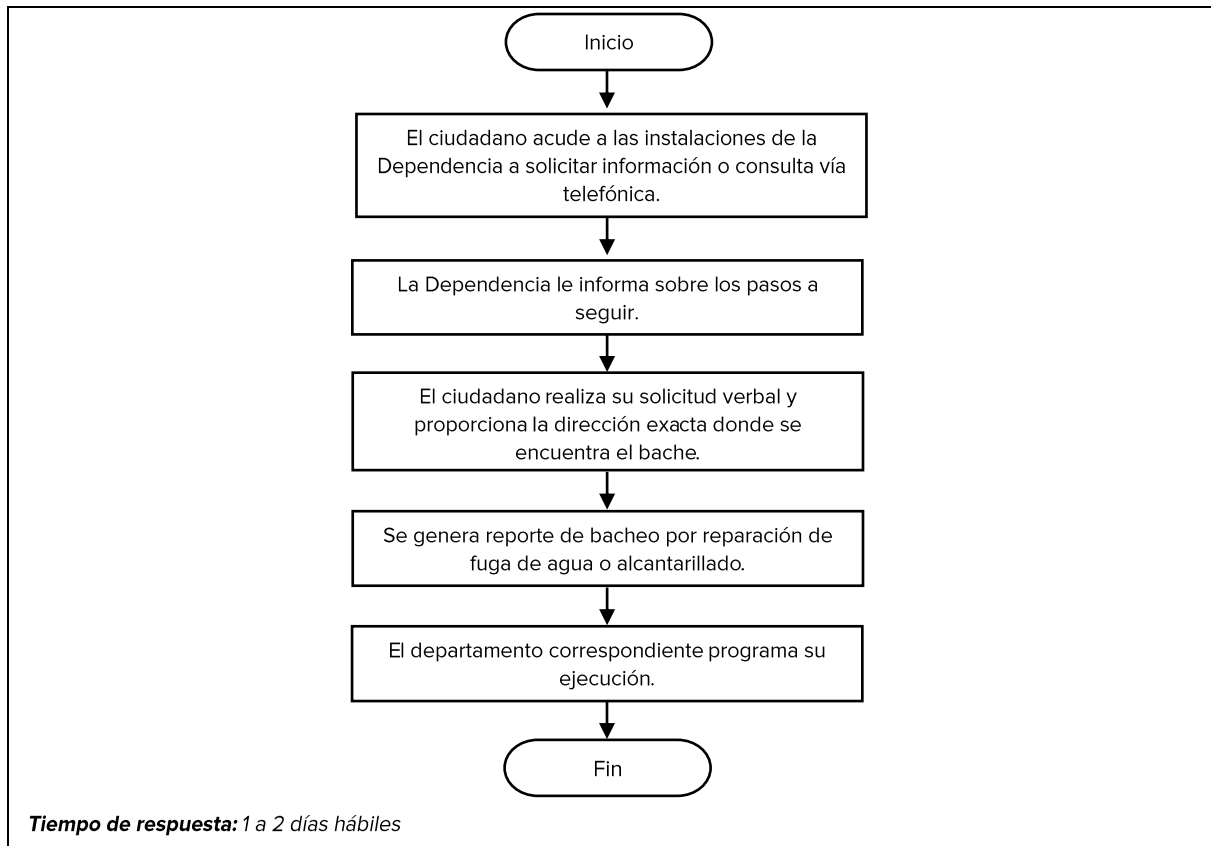 Inicio
El ciudadano acude a las instalaciones de la
Dependencia a solicitar información o consulta vía
telefónica.
La Dependencia le informa sobre los pasos a
seguir.
El ciudadano realiza su solicitud verbal y
proporciona la dirección exacta donde se
encuentra el bache.
Se genera reporte de bacheo por reparación de
fuga de agua o alcantarillado.
El departamento correspondiente programa su
ejecución.
Fin
Tiempo de respuesta: 1 a 2 días hábiles